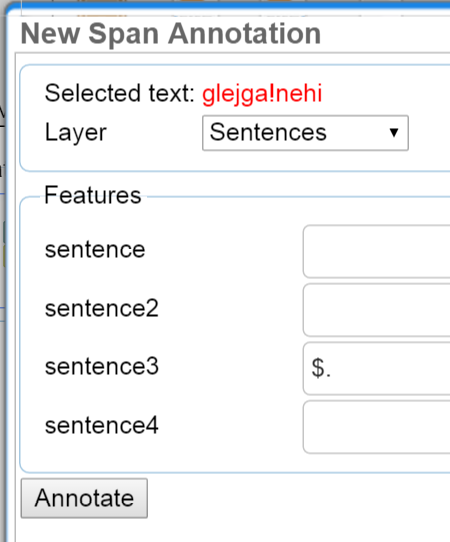 New Span Annotation
Selected text: glejga!nehi
Layer Sentences ▼
Features
sentence
sentence2
sentence3 $.
sentence4
Annotate